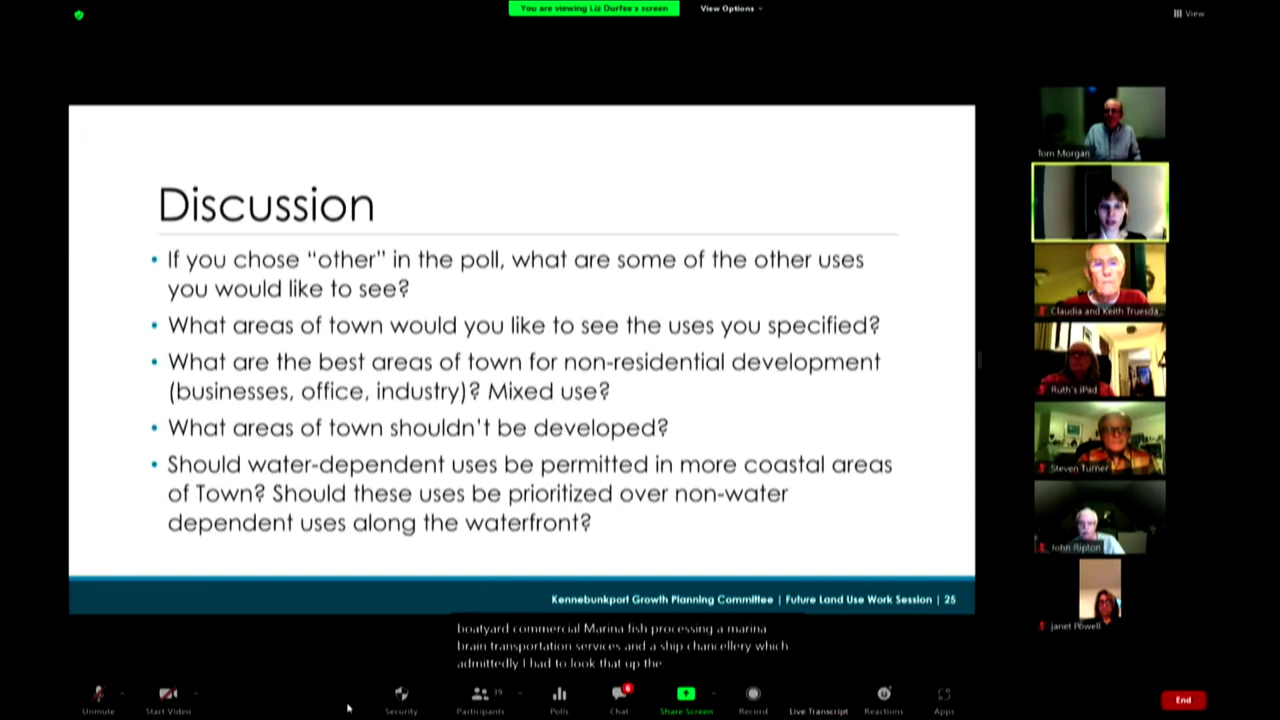 You are viewing Liz Durfee's screen
View Options
View
Discussion
• If you chose “other” in the poll, what are some of the other uses
you would like to see?
• What areas of town would you like to see the uses you specified?
• What are the best areas of town for non-residential development
(businesses, office, industry)? Mixed use?
• What areas of town shouldn’t be developed?
• Should water-dependent uses be permitted in more coastal areas
of Town? Should these uses be prioritized over non-water
dependent uses along the waterfront?
Kennebunkport Growth Planning Committee | Future Land Use Work Session | 25
Tom Morgan
Claudia and Keith Truesda...
Ruth's iPad
Steven Turner
John Ripton
janet Powell
boatyard commercial Marina fish processing a marina
brain transportation services and a ship chancellery which
admittedly I had to look that up the.
Unmute
Start Video
Security
Participants
19
Polls
Chat
6
Share Screen
Record
Live Transcript
Reactions
Apps
End